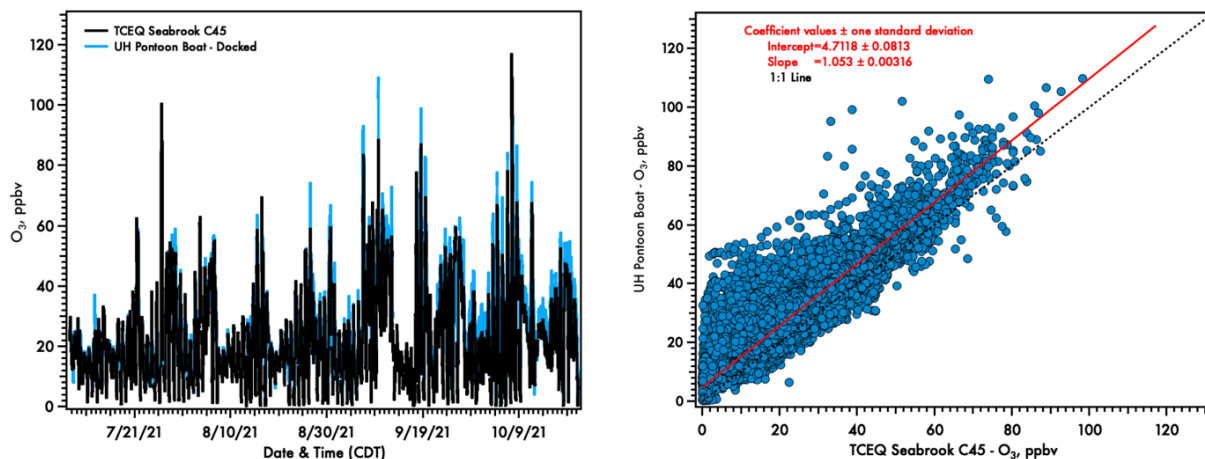 TCEQ Seabrook C45
UH Pontoon Boat - Docked
120
100
80
60
40
20
0
O₃, ppbv
7/21/21 8/10/21 8/30/21 9/19/21 10/9/21
Date & Time (CDT)
Coefficient values ± one standard deviation
Intercept=4.7118 ± 0.0813
Slope =1.053 ± 0.00316
1:1 Line
120
100
80
60
40
20
0
UH Pontoon Boat - O₃, ppbv
0 20 40 60 80 100 120
TCEQ Seabrook C45 - O₃, ppbv